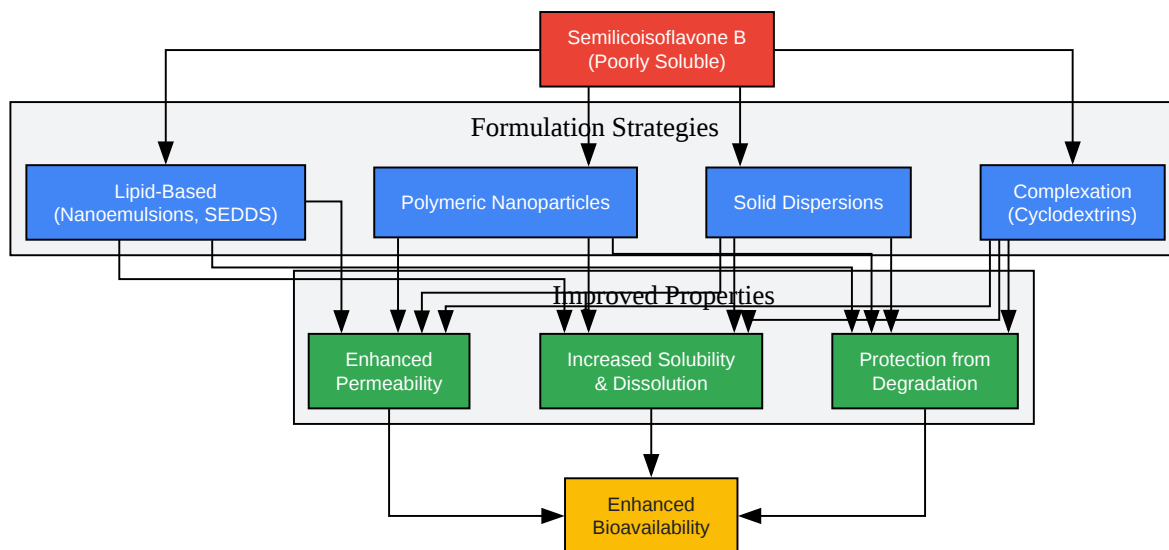 Semilicoisoflavone B
(Poorly Soluble)
Formulation Strategies
Lipid-Based
(Nanoemulsions, SEDDS)
Polymeric Nanoparticles
Solid Dispersions
Complexation
(Cyclodextrins)
Improved Properties
Enhanced
Permeability
Increased Solubility
& Dissolution
Protection from
Degradation
Enhanced
Bioavailability